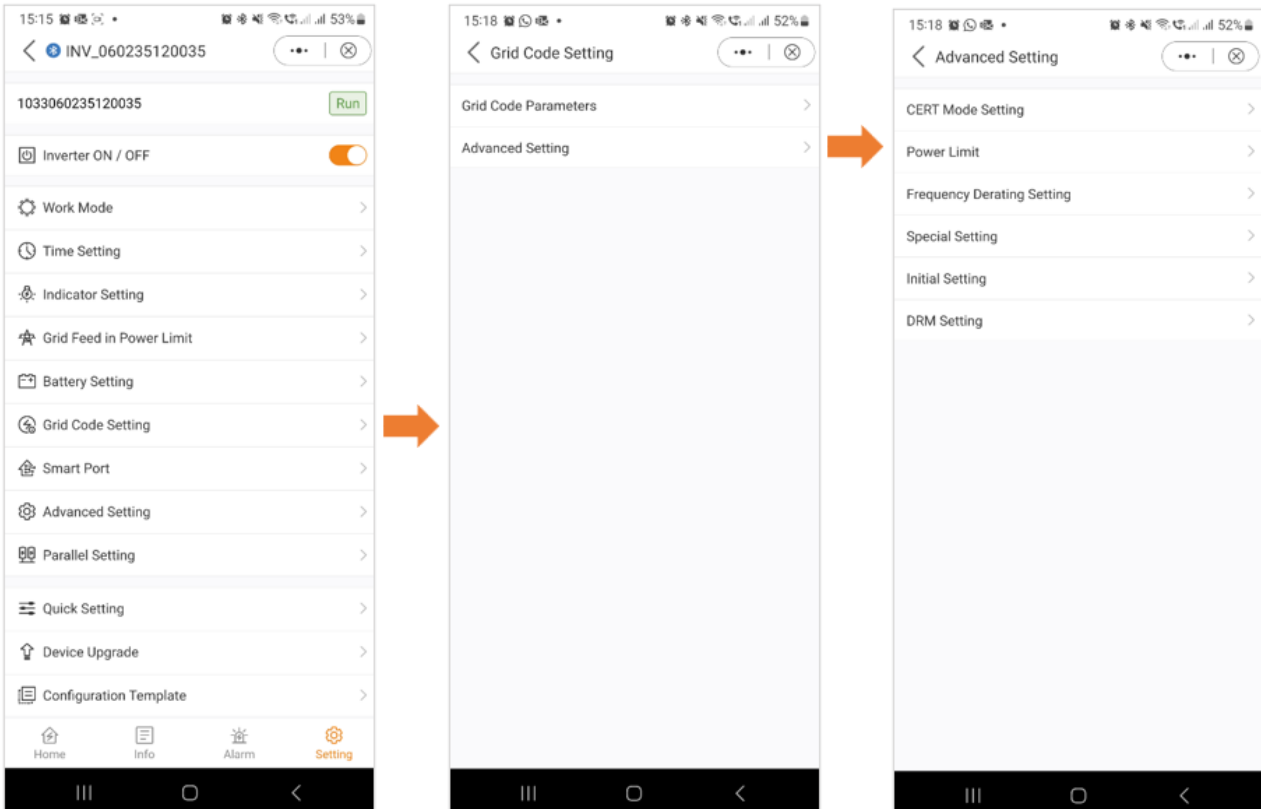 15:15
53%
INV_060235120035
1033060235120035
Run
Inverter ON / OFF
Work Mode
Time Setting
Indicator Setting
Grid Feed in Power Limit
Battery Setting
Grid Code Setting
Smart Port
Advanced Setting
Parallel Setting
Quick Setting
Device Upgrade
Configuration Template
Home
Info
Alarm
Setting
15:18
52%
Grid Code Setting
Grid Code Parameters
Advanced Setting
15:18
52%
Advanced Setting
CERT Mode Setting
Power Limit
Frequency Derating Setting
Special Setting
Initial Setting
DRM Setting